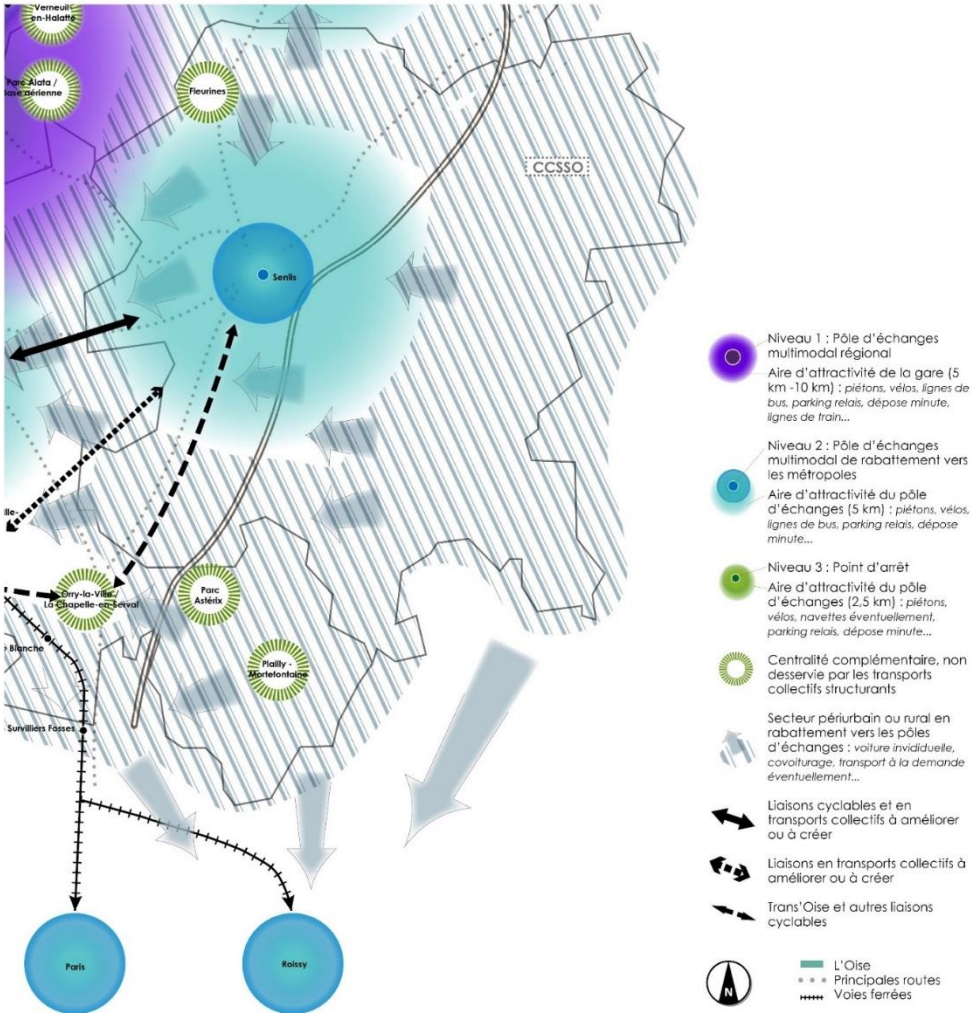 Verneuil-
en-Halatte
Parc Alata /
Base aérienne
Fleurines
CCSSO
Senlis
Orry-la-Ville /
La Chapelle-en-Serval
Parc
Astérix
Plailly -
Mortefontaine
Blanche
Survilliers Fosses
Paris
Roissy
Niveau 1 : Pôle d'échanges
multimodal régional
Aire d'attractivité de la gare (5
km -10 km) : piétons, vélos, lignes de
bus, parking relais, dépose minute,
lignes de train...
Niveau 2 : Pôle d'échanges
multimodal de rabattement vers
les métropoles
Aire d'attractivité du pôle
d'échanges (5 km) : piétons, vélos,
lignes de bus, parking relais, dépose
minute...
Niveau 3 : Point d'arrêt
Aire d'attractivité du pôle
d'échanges (2,5 km) : piétons,
vélos, navettes éventuellement,
parking relais, dépose minute...
Centralité complémentaire, non
desservie par les transports
collectifs structurants
Secteur périurbain ou rural en
rabattement vers les pôles
d'échanges : voiture invididuelle,
covoiturage, transport à la demande
éventuellement...
Liaisons cyclables et en
transports collectifs à améliorer
ou à créer
Liaisons en transports collectifs à
améliorer ou à créer
Trans'Oise et autres liaisons
cyclables
N
L'Oise
Principales routes
Voies ferrées